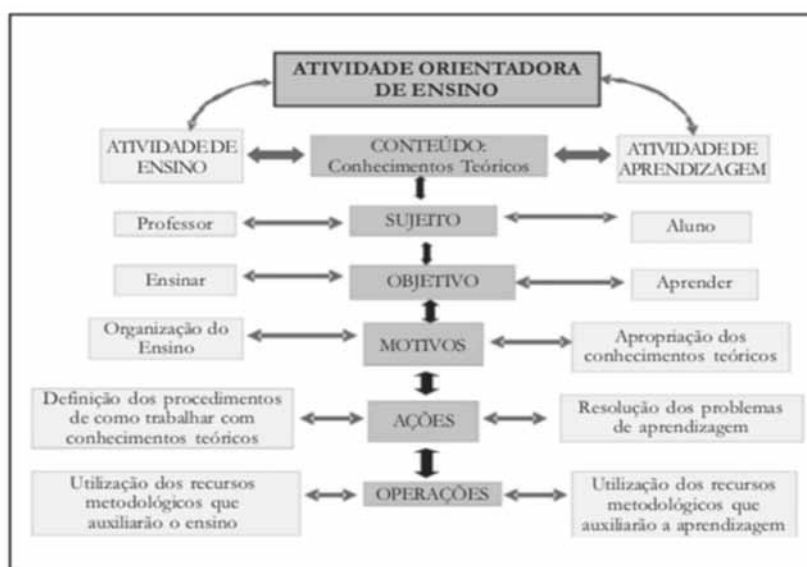 ATIVIDADE ORIENTADORA
DE ENSINO
ATIVIDADE DE
ENSINO
CONTEÚDO:
Conhecimentos Teóricos
ATIVIDADE DE
APRENDIZAGEM
Professor
SUJEITO
Aluno
Ensinar
OBJETIVO
Aprender
Organização do
Ensino
MOTIVOS
Apropriação dos
conhecimentos teóricos
Definição dos procedimentos
de como trabalhar com
conhecimentos teóricos
AÇÕES
Resolução dos problemas
de aprendizagem
Utilização dos recursos
metodológicos que
auxiliarão o ensino
OPERAÇÕES
Utilização dos recursos
metodológicos que
auxiliarão a aprendizagem